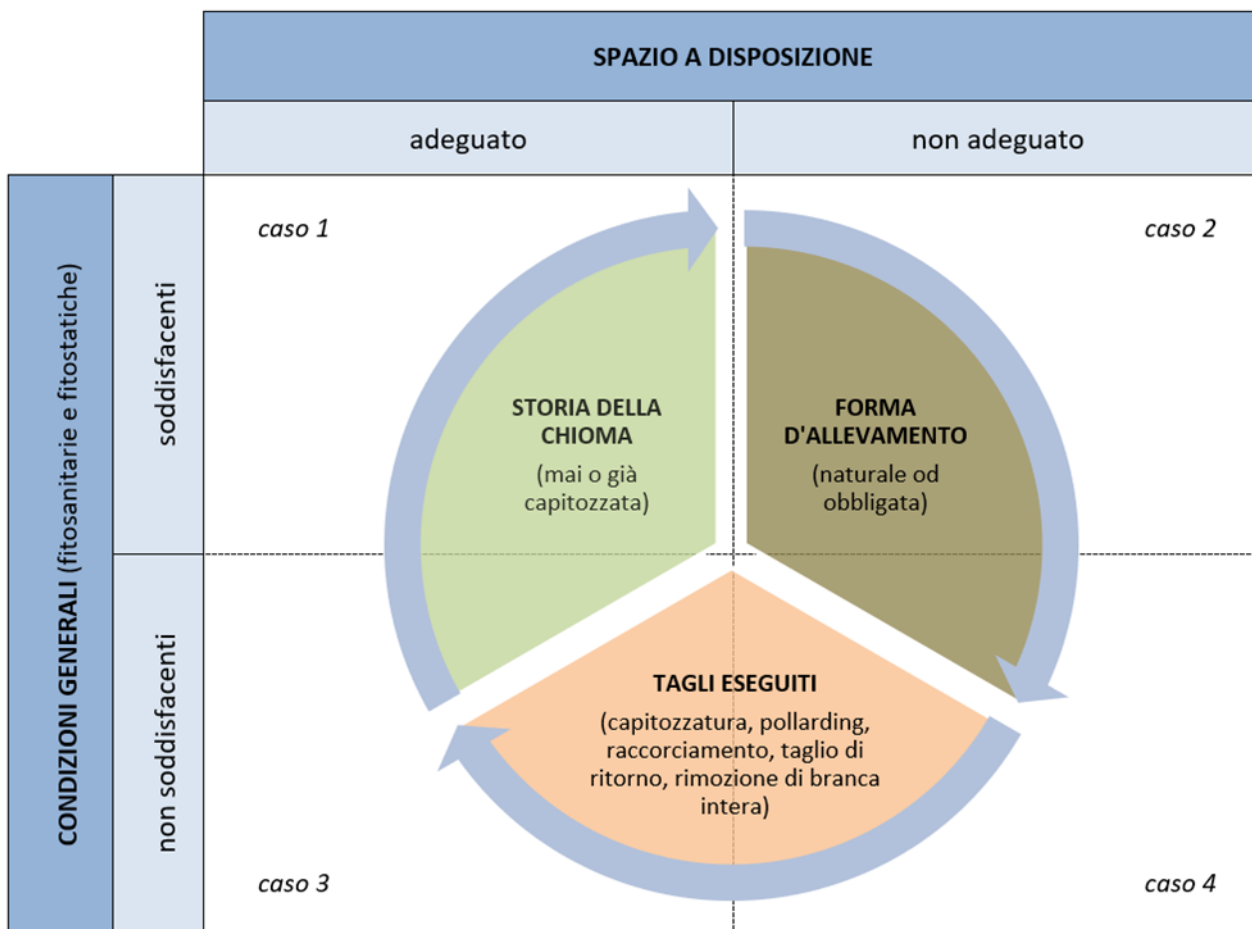 SPAZIO A DISPOSIZIONE
adeguato
non adeguato
CONDIZIONI GENERALI (fitosanitarie e fitostatiche)
soddisfacenti
non soddisfacenti
caso 1
caso 2
STORIA DELLA
CHIOMA
(mai o già
capitozzata)
FORMA
D'ALLEVAMENTO
(naturale od
obbligata)
TAGLI ESEGUITI
(capitozzatura, pollarding,
raccorciamento, taglio di
ritorno, rimozione di branca
intera)
caso 3
caso 4